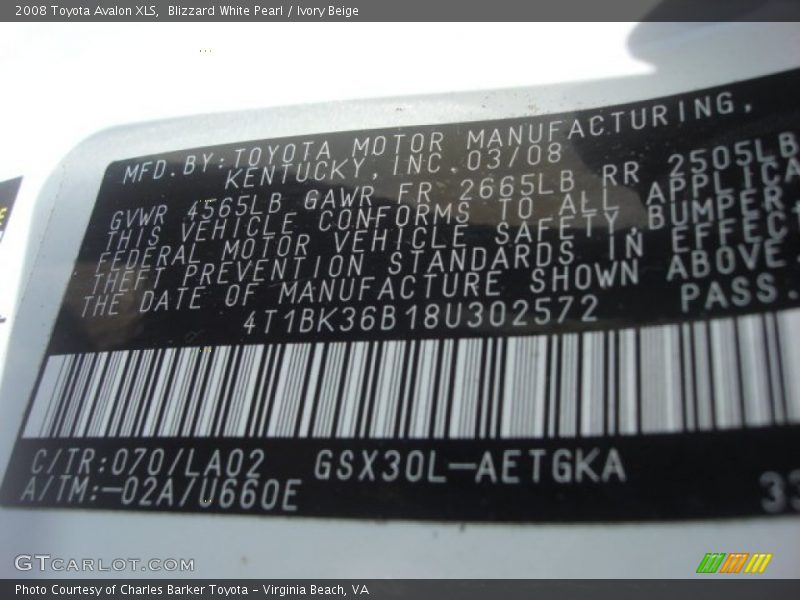 2008 Toyota Avalon XLS,  Blizzard White Pearl / Ivory Beige
MFD.BY:TOYOTA MOTOR MANUFACTURING,
KENTUCKY, INC.03/08
GVWR 4565LB GAWR FR 2665LB RR 2505LB
THIS VEHICLE CONFORMS TO ALL APPLICA
FEDERAL MOTOR VEHICLE SAFETY,BUMPER,
THEFT PREVENTION STANDARDS IN EFFECT
THE DATE OF MANUFACTURE SHOWN ABOVE.
4T1BK36B18U302572 PASS.
C/TR:070/LA02 GSX30L-AETGKA
A/TM:-02A/U660E 33
GTCARLOT.COM
Photo Courtesy of Charles Barker Toyota - Virginia Beach, VA